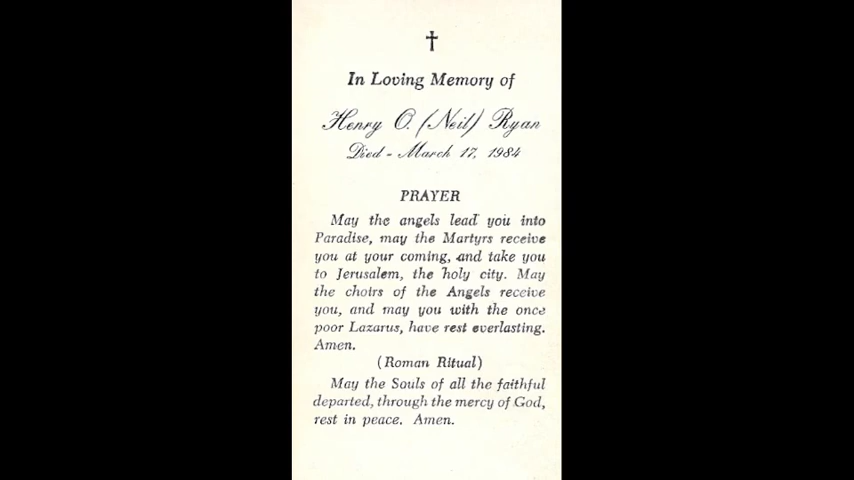 In Loving Memory of
Henry O. (Neil) Ryan
Died - March 17, 1984
PRAYER
May the angels lead you into
Paradise, may the Martyrs receive
you at your coming, and take you
to Jerusalem, the holy city. May
the choirs of the Angels receive
you, and may you with the once
poor Lazarus, have rest everlasting.
Amen.
(Roman Ritual)
May the Souls of all the faithful
departed, through the mercy of God,
rest in peace. Amen.